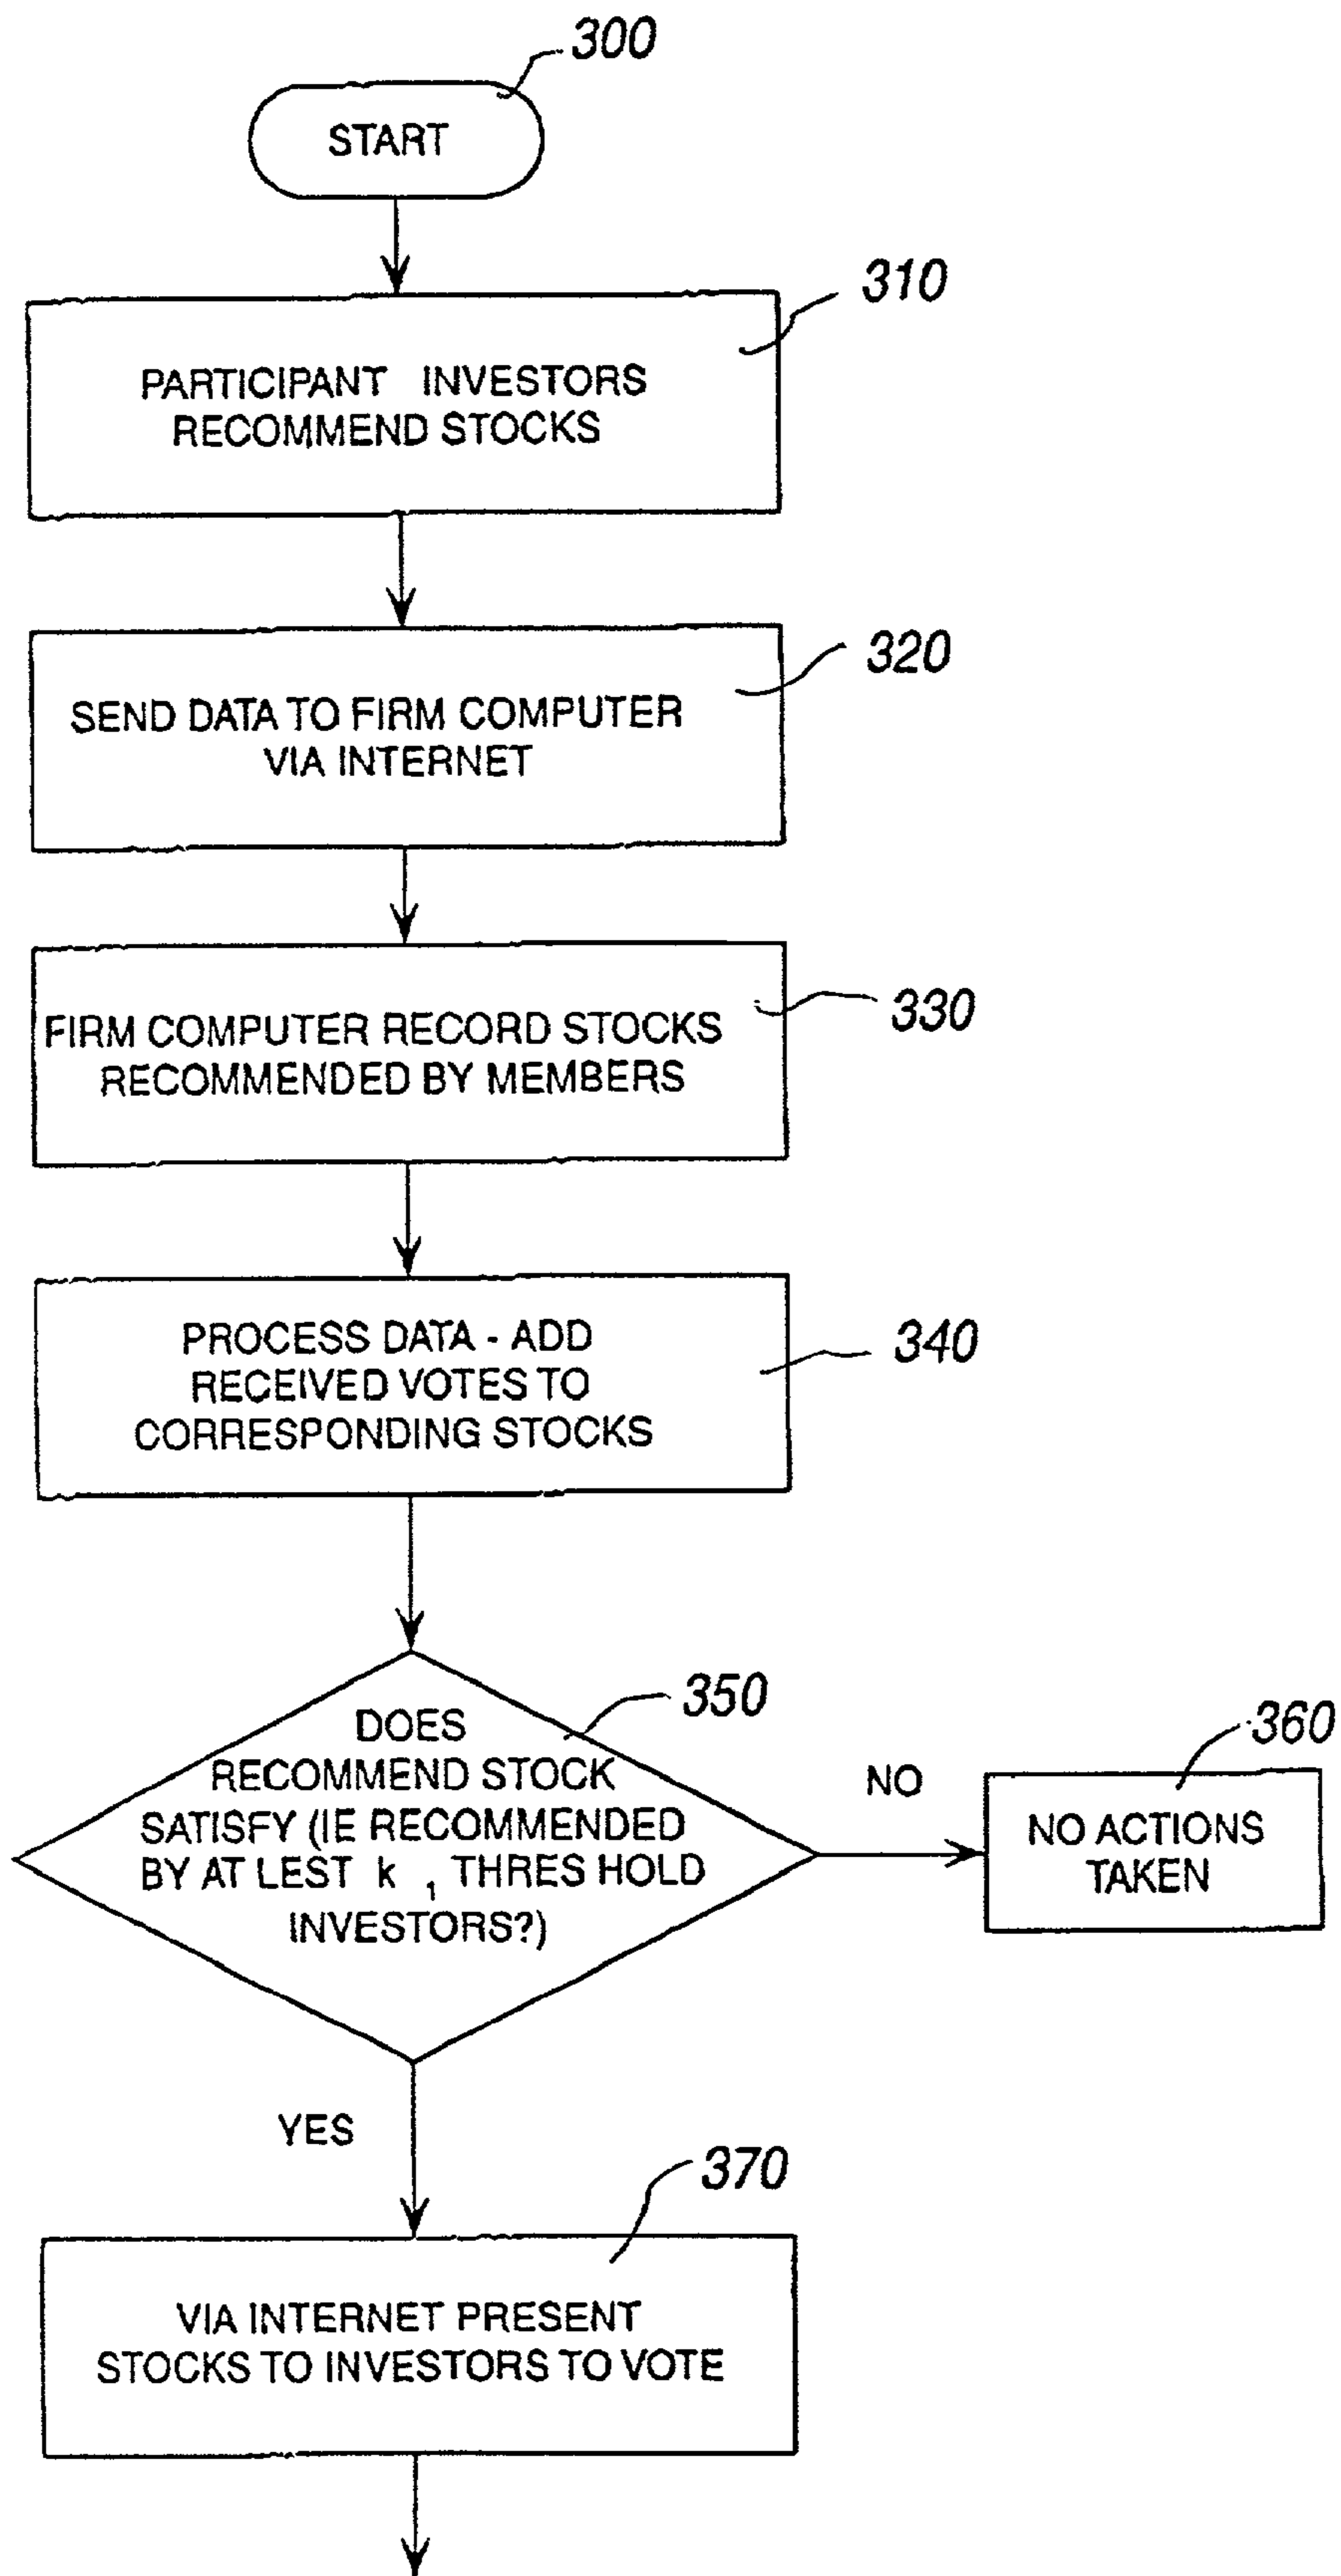 300
START
310
PARTICIPANT INVESTORS
RECOMMEND STOCKS
320
SEND DATA TO FIRM COMPUTER
VIA INTERNET
330
FIRM COMPUTER RECORD STOCKS
RECOMMENDED BY MEMBERS
340
PROCESS DATA - ADD
RECEIVED VOTES TO
CORRESPONDING STOCKS
350
DOES
RECOMMEND STOCK
SATISFY (IE RECOMMENDED
BY AT LEST k , THRES HOLD
INVESTORS?)
NO
360
NO ACTIONS
TAKEN
YES
370
VIA INTERNET PRESENT
STOCKS TO INVESTORS TO VOTE